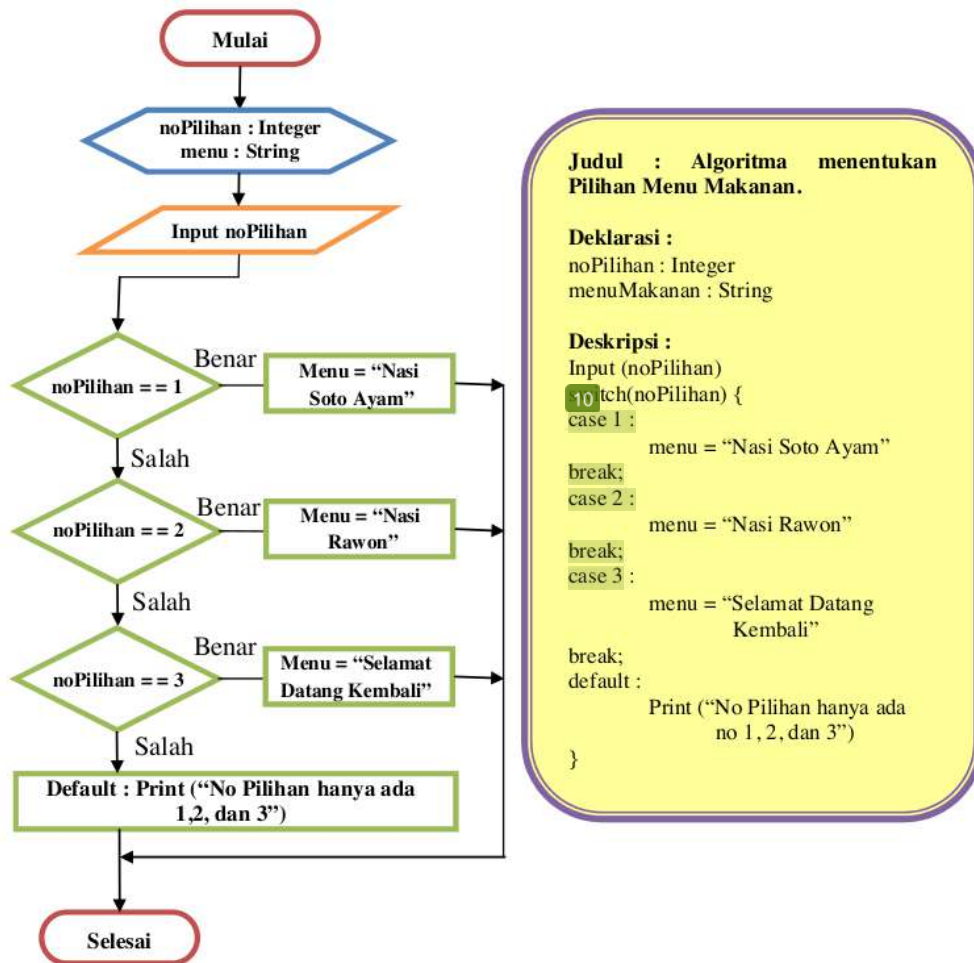 Mulai
noPilihan : Integer
menu : String
Input noPilihan
noPilihan = = 1
Benar
Menu = “Nasi
Soto Ayam”
Salah
noPilihan = =2
Benar
Menu = “Nasi
Rawon”
Salah
noPilihan = = 3
Benar
Menu = “Selamat
Datang Kembali”
Salah
Default : Print (“No Pilihan hanya ada
1,2, dan 3”)
Selesai
Judul : Algoritma menentukan
Pilihan Menu Makanan.
Deklarasi :
noPilihan : Integer
menuMakanan : String
Deskripsi :
Input (noPilihan)
10
tch(noPilihan) {
case 1 :
menu = “Nasi Soto Ayam”
break;
case 2 :
menu = “Nasi Rawon”
break;
case 3 :
menu = “Selamat Datang
Kembali”
break;
default :
Print (“No Pilihan hanya ada
no 1, 2, dan 3”)
}